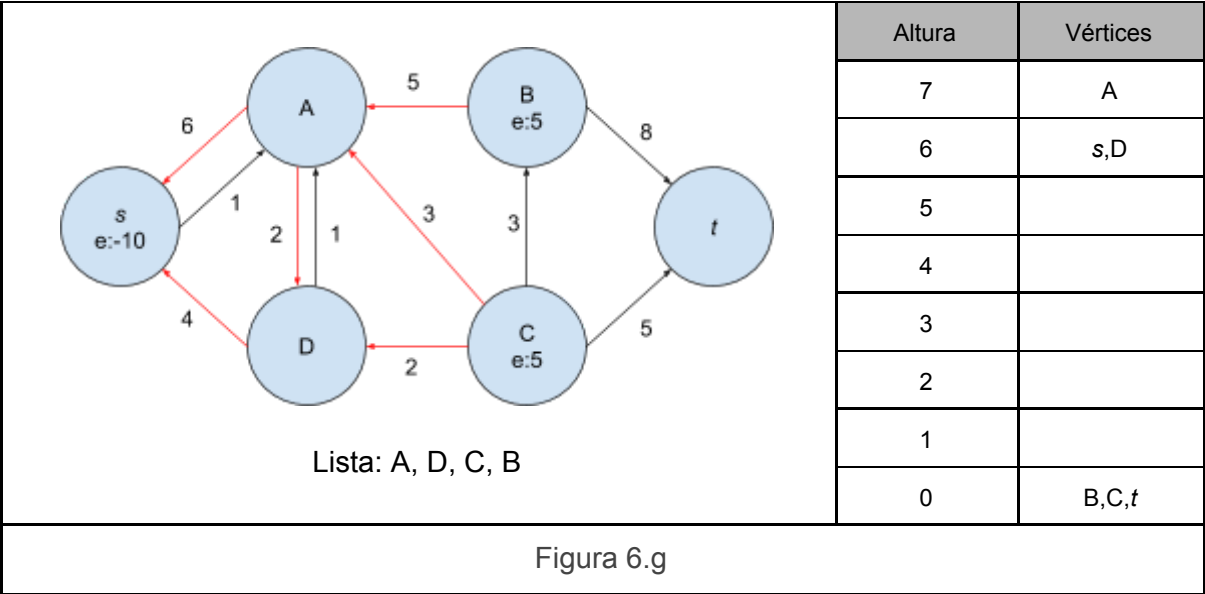 A
B
e:5
s
e:-10
t
D
C
e:5
5
6
8
1
2
1
3
3
4
2
5
Lista: A, D, C, B
Altura Vértices
7 A
6 s,D
5
4
3
2
1
0 B,C,t
Figura 6.g